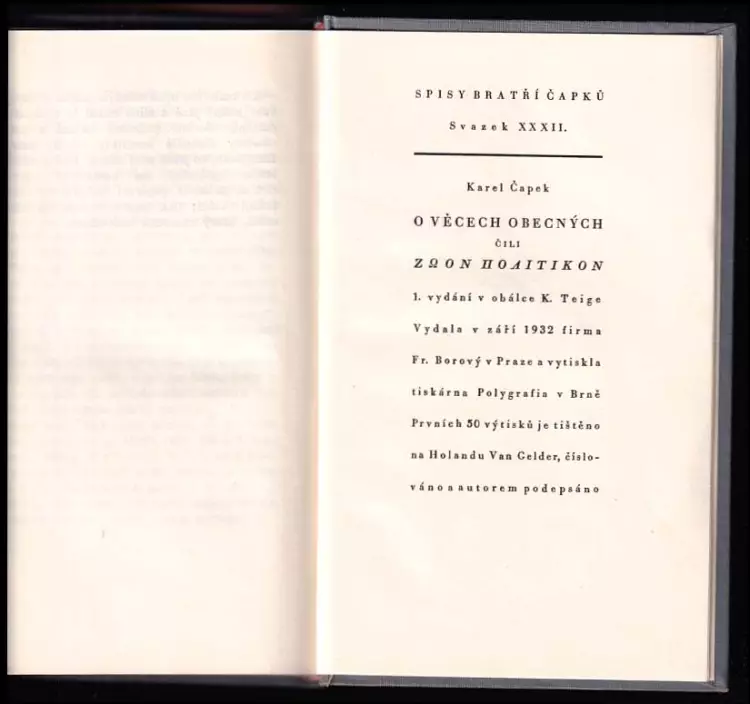 SPISY BRATŘÍ ČAPKŮ
Svazek XXXII.
Karel Čapek
O VĚCECH OBECNÝCH
ČILI
ΖΩΟΝ ΠΟΛΙΤΙΚΟΝ
1. vydání v obálce K. Teige
Vydala v září 1932 firma
Fr. Borový v Praze a vytiskla
tiskárna Polygrafia v Brně
Prvních 50 výtisků je tištěno
na Holandu Van Gelder, číslo-
váno a autorem podepsáno